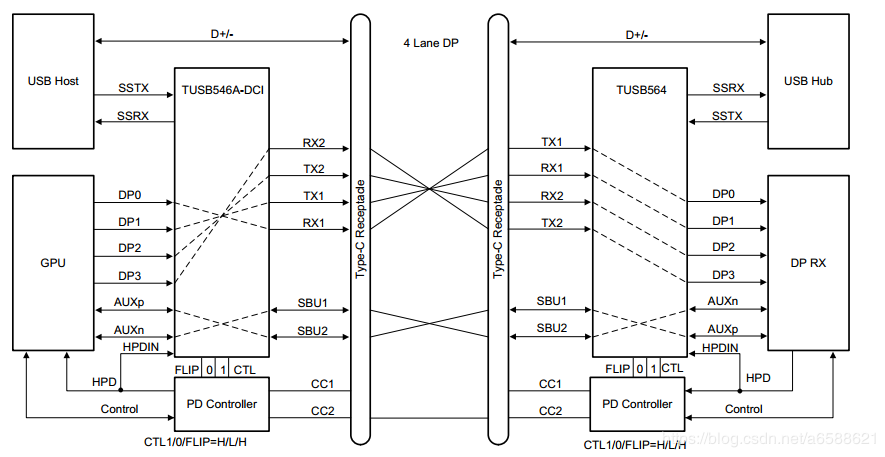 D+/-
4 Lane DP
D+/-
USB Host
TUSB546A-DCI
TUSB564
USB Hub
SSTX
SSRX
SSRX
SSTX
RX2
TX1
TX2
RX1
DP0
TX1
RX2
DP0
DP1
RX1
TX2
DP1
DP2
DP2
GPU
DP3
DP3
DP RX
Type-C Receptade
Type-C Receptade
AUXp
SBU1
SBU1
AUXn
AUXn
SBU2
SBU2
AUXp
HPDIN
HPDIN
FLIP 0 1 CTL
FLIP 0 1 CTL
HPD
CC1
CC1
HPD
Control
PD Controller
CC2
CC2
PD Controller
Control
CTL1/0/FLIP=H/L/H
CTL1/0/FLIP=H/L/H
https://blog.csdn.net/a6588621